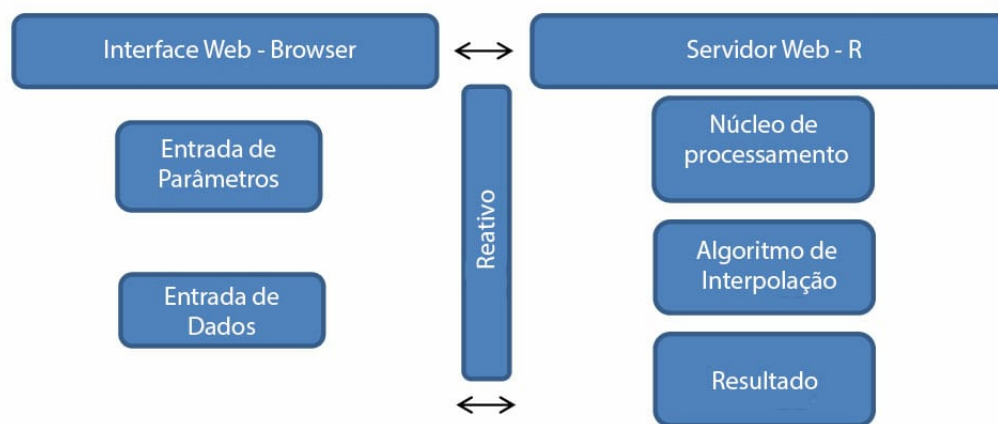 Interface Web - Browser
Servidor Web - R
Entrada de
Parâmetros
Entrada de
Dados
Reativo
Núcleo de
processamento
Algoritmo de
Interpolação
Resultado